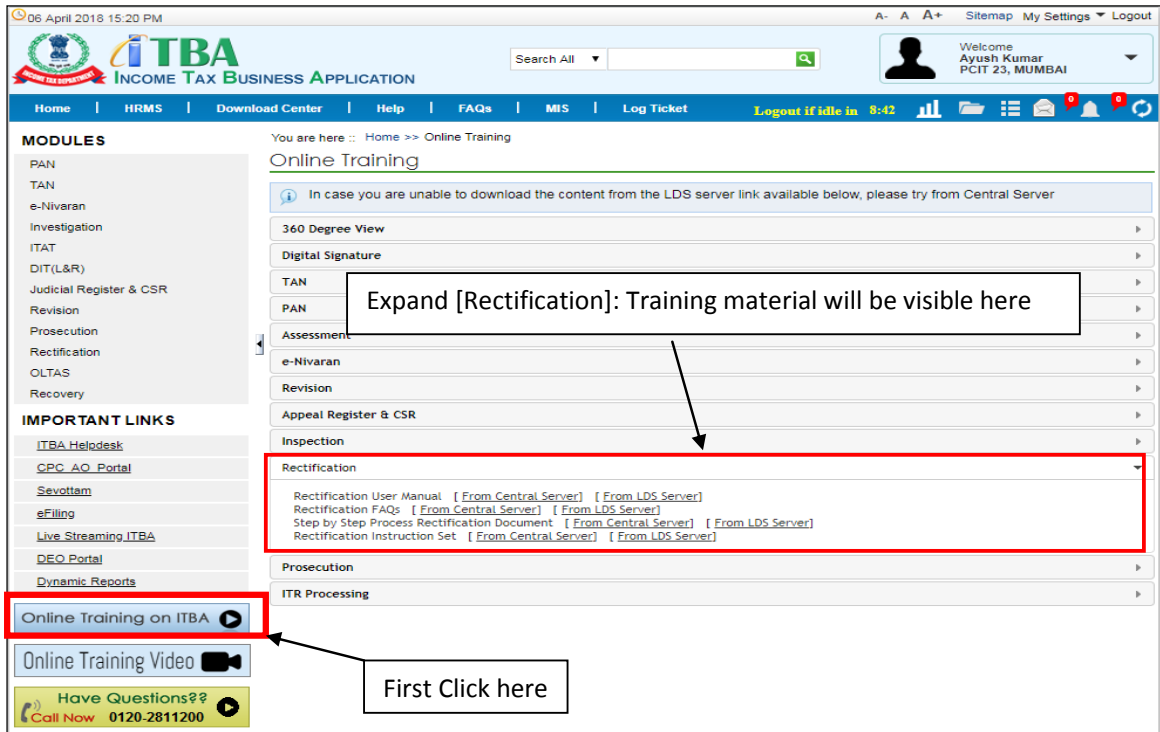 06 April 2018 15:20 PM
A- A A+ Sitemap My Settings Logout
INCOME TAX DEPARTMENT
iTBA
INCOME TAX BUSINESS APPLICATION
Search All
Welcome
Ayush Kumar
PCIT 23, MUMBAI
Home | HRMS | Download Center | Help | FAQs | MIS | Log Ticket
Logout if idle in 8:42
0 0
MODULES
PAN
TAN
e-Nivaran
Investigation
ITAT
DIT(L&R)
Judicial Register & CSR
Revision
Prosecution
Rectification
OLTAS
Recovery
IMPORTANT LINKS
ITBA Helpdesk
CPC AO Portal
Sevottam
eFiling
Live Streaming ITBA
DEO Portal
Dynamic Reports
Online Training on ITBA
Online Training Video
Have Questions??
Call Now 0120-2811200
You are here :: Home >> Online Training
Online Training
In case you are unable to download the content from the LDS server link available below, please try from Central Server
360 Degree View
Digital Signature
TAN
PAN
Expand [Rectification]: Training material will be visible here
Assessment
e-Nivaran
Revision
Appeal Register & CSR
Inspection
Rectification
Rectification User Manual [ From Central Server] [ From LDS Server]
Rectification FAQs [ From Central Server] [ From LDS Server]
Step by Step Process Rectification Document [ From Central Server] [ From LDS Server]
Rectification Instruction Set [ From Central Server] [ From LDS Server]
Prosecution
ITR Processing
First Click here